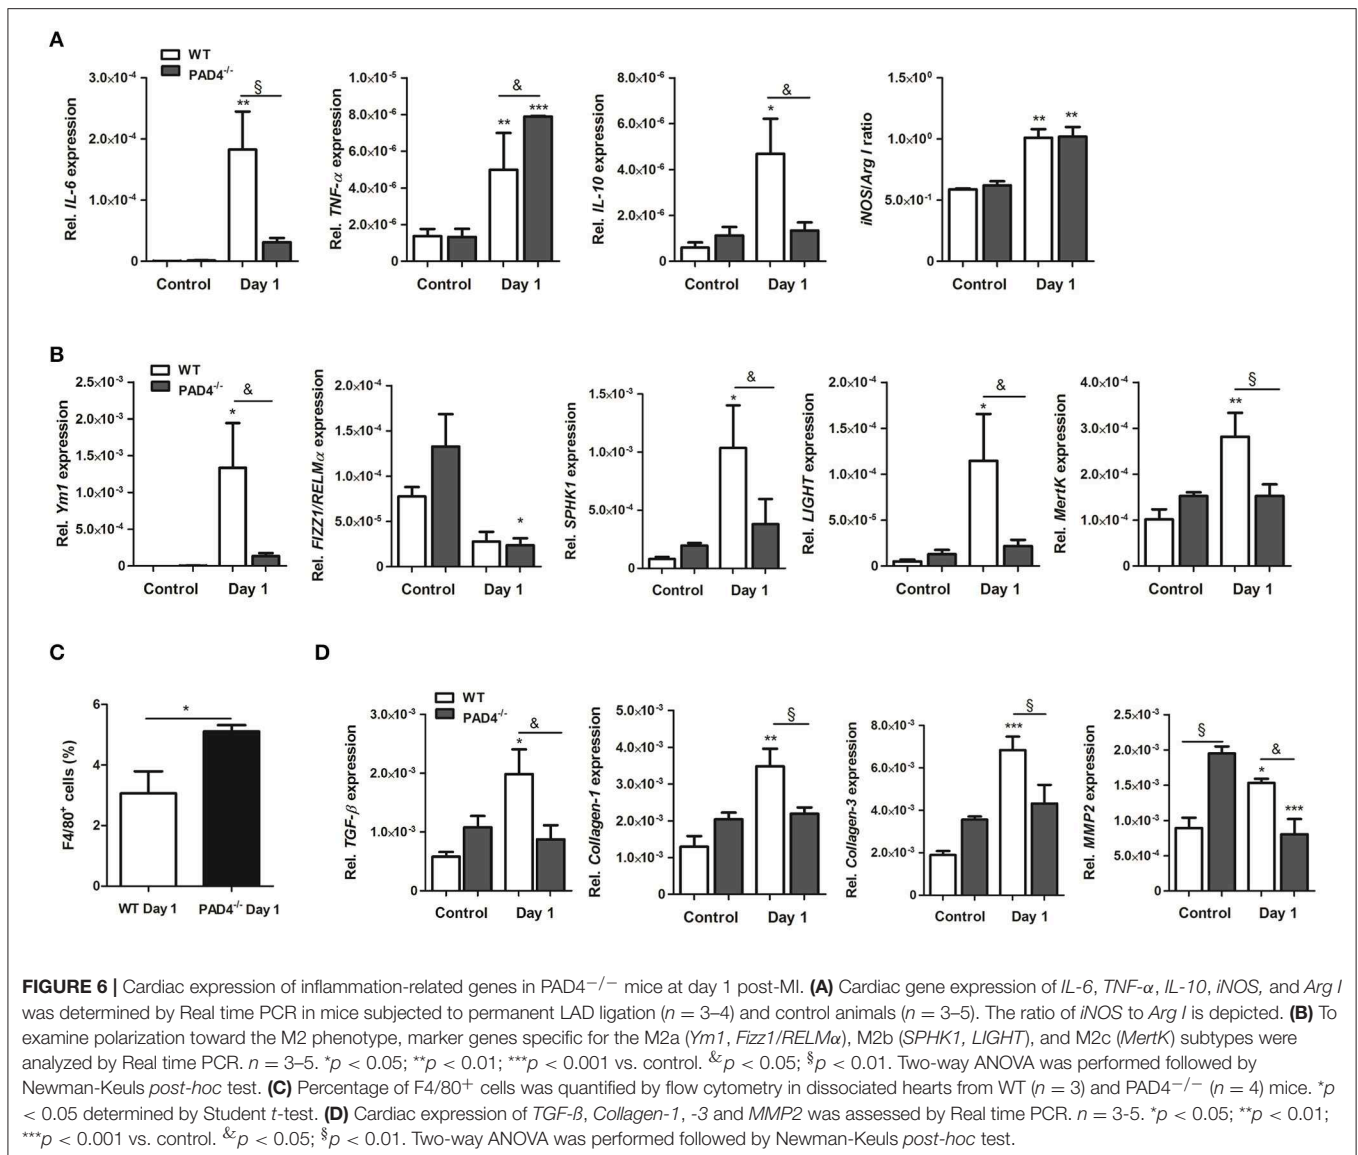 A
WT
PAD4-/-
3.0×10-4
2.0×10-4
1.0×10-4
0
Rel. IL-6 expression
**
§
Control Day 1
1.0×10-5
8.0×10-6
6.0×10-6
4.0×10-6
2.0×10-6
0
Rel. TNF-α expression
**
&
***
Control Day 1
8.0×10-6
6.0×10-6
4.0×10-6
2.0×10-6
0
Rel. IL-10 expression
*
&
Control Day 1
1.5×100
1.0×100
5.0×10-1
0
iNOS/Arg I ratio
**
**
Control Day 1
B
WT
PAD4-/-
2.5×10-3
2.0×10-3
1.5×10-3
1.0×10-3
5.0×10-4
0
Rel. Ym1 expression
*
&
Control Day 1
2.0×10-4
1.5×10-4
1.0×10-4
5.0×10-5
0
Rel. FIZZ1/RELMα expression
*
Control Day 1
1.5×10-3
1.0×10-3
5.0×10-4
0
Rel. SPHK1 expression
*
&
Control Day 1
2.0×10-4
1.5×10-4
1.0×10-4
5.0×10-5
0
Rel. LIGHT expression
*
&
Control Day 1
4.0×10-4
3.0×10-4
2.0×10-4
1.0×10-4
0
Rel. MertK expression
**
§
Control Day 1
C
6
4
2
0
F4/80+ cells (%)
*
WT Day 1 PAD4-/- Day 1
D
WT
PAD4-/-
3.0×10-3
2.0×10-3
1.0×10-3
0
Rel. TGF-β expression
*
&
Control Day 1
5.0×10-3
4.0×10-3
3.0×10-3
2.0×10-3
1.0×10-3
0
Rel. Collagen-1 expression
**
§
Control Day 1
8.0×10-3
6.0×10-3
4.0×10-3
2.0×10-3
0
Rel. Collagen-3 expression
***
§
Control Day 1
2.5×10-3
2.0×10-3
1.5×10-3
1.0×10-3
5.0×10-4
0
Rel. MMP2 expression
§
*
&
***
Control Day 1
FIGURE 6 | Cardiac expression of inflammation-related genes in PAD4−/− mice at day 1 post-MI. (A) Cardiac gene expression of IL-6, TNF-α, IL-10, iNOS, and Arg I
was determined by Real time PCR in mice subjected to permanent LAD ligation (n = 3–4) and control animals (n = 3–5). The ratio of iNOS to Arg I is depicted. (B) To
examine polarization toward the M2 phenotype, marker genes specific for the M2a (Ym1, Fizz1/RELMα), M2b (SPHK1, LIGHT), and M2c (MertK) subtypes were
analyzed by Real time PCR. n = 3–5. *p < 0.05; **p < 0.01; ***p < 0.001 vs. control. &p < 0.05; §p < 0.01. Two-way ANOVA was performed followed by
Newman-Keuls post-hoc test. (C) Percentage of F4/80+ cells was quantified by flow cytometry in dissociated hearts from WT (n = 3) and PAD4−/− (n = 4) mice. *p
< 0.05 determined by Student t-test. (D) Cardiac expression of TGF-ß, Collagen-1, -3 and MMP2 was assessed by Real time PCR. n = 3-5. *p < 0.05; **p < 0.01;
***p < 0.001 vs. control. &p < 0.05; §p < 0.01. Two-way ANOVA was performed followed by Newman-Keuls post-hoc test.